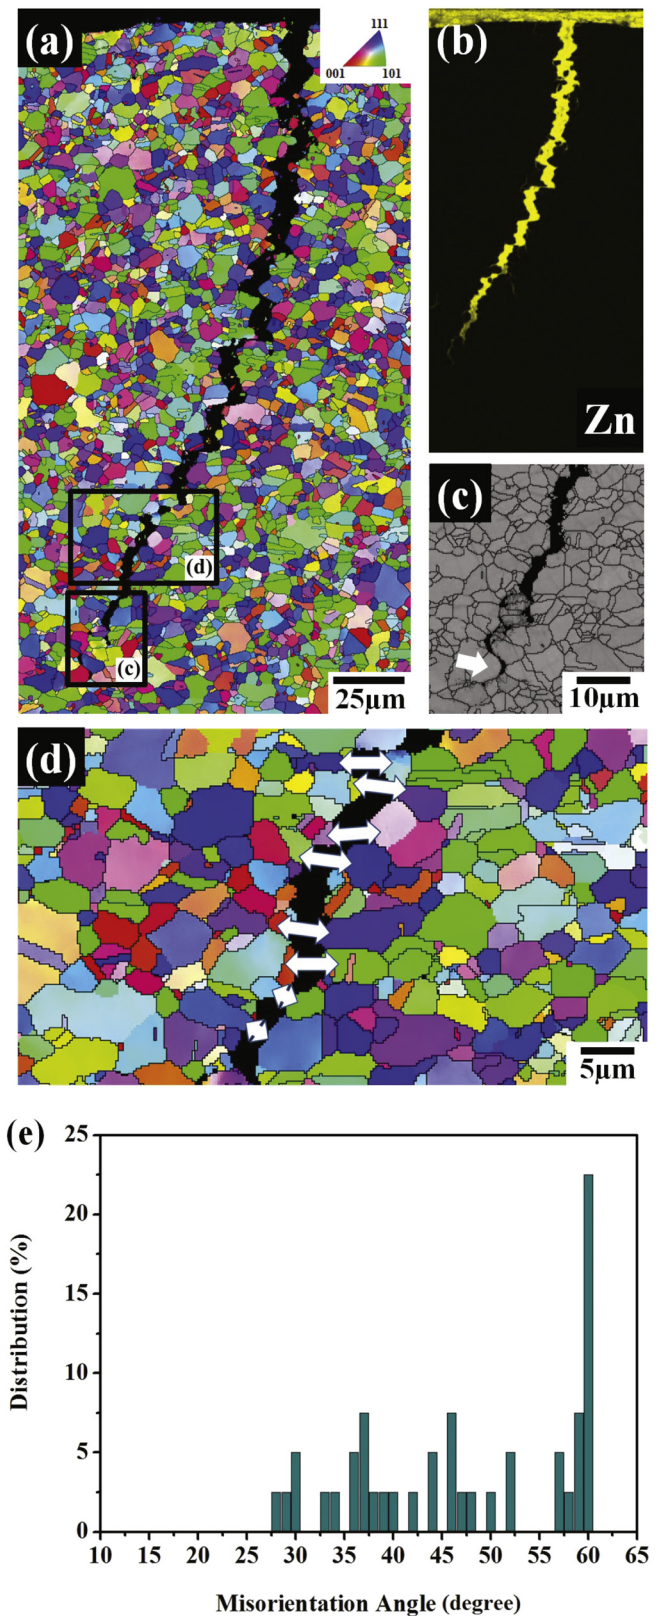 (a)
111
001
101
(b)
Zn
(d)
(c)
25μm
(c)
10μm
(d)
5μm
(e)
25
20
15
10
5
0
Distribution (%)
10 15 20 25 30 35 40 45 50 55 60 65
Misorientation Angle (degree)